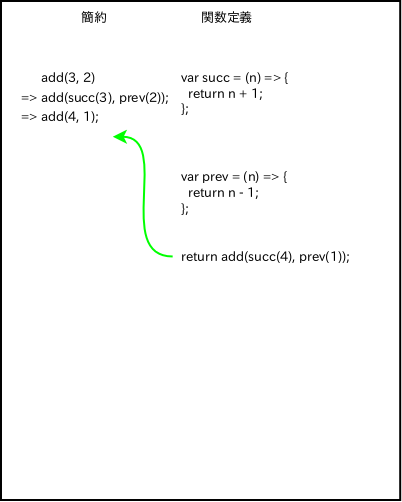 簡約
関数定義
add(3, 2)
=> add(succ(3), prev(2));
=> add(4, 1);
var succ = (n) => {
return n + 1;
};
var prev = (n) => {
return n - 1;
};
return add(succ(4), prev(1));